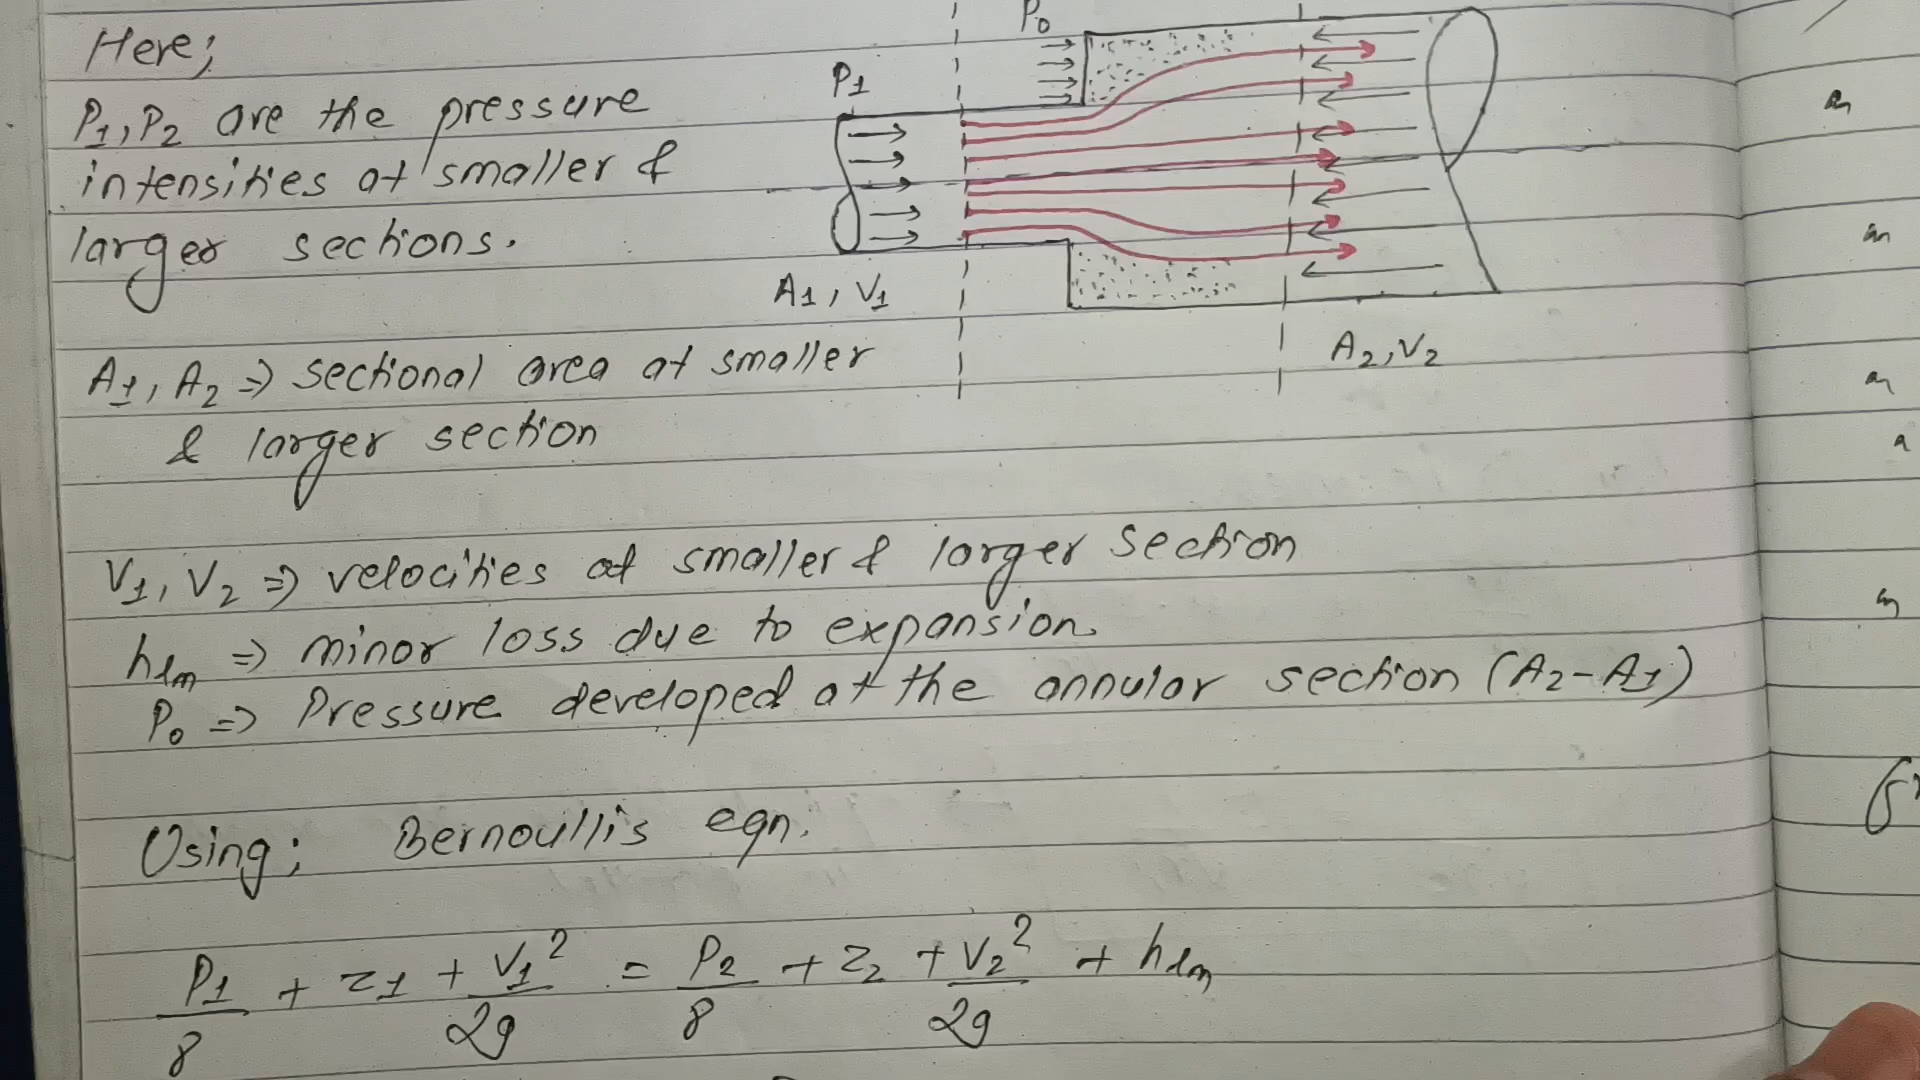 Here;
P1, P2 are the pressure
intensities at smaller &
larger sections.
P0
P1
A1, V1
A2, V2
A1, A2 => sectional area at smaller
& larger section
V1, V2 => velocities at smaller & larger section
hlm => minor loss due to expansion.
P0 => Pressure developed at the annular section (A2-A1)
Using; Bernoullis eqn.
P1/γ + z1 + V1²/2g = P2/γ + z2 + V2²/2g + hlm